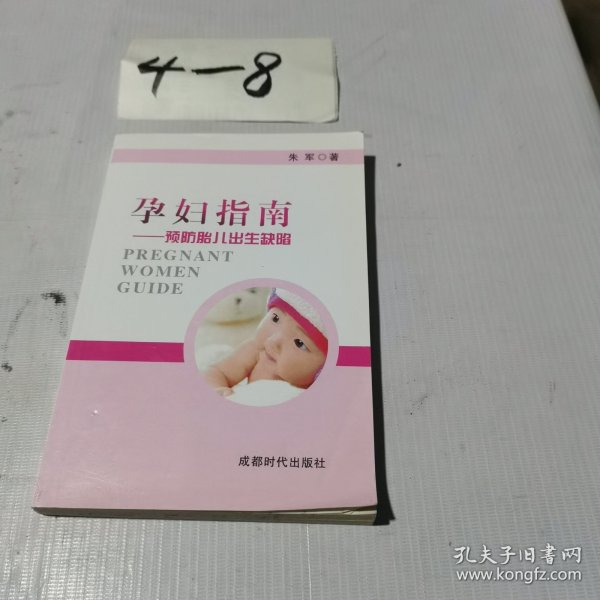 4—8
朱 军◎著
孕妇指南
——预防胎儿出生缺陷
PREGNANT
WOMEN
GUIDE
成都时代出版社
孔夫子旧书网
www.kongfz.com